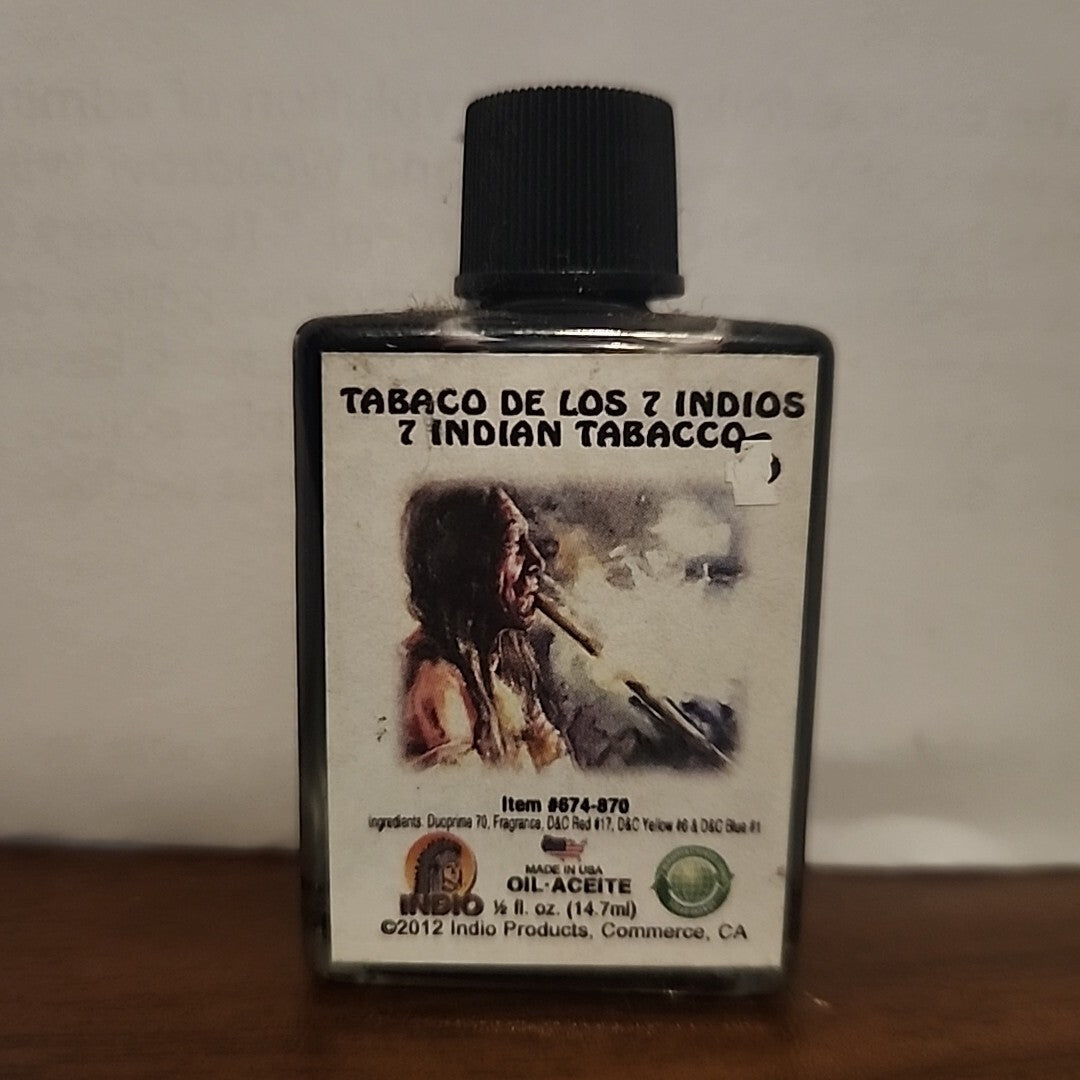 TABACO DE LOS 7 INDIOS
7 INDIAN TABACCO
Item #674-870
Ingredients: Duoprime 70, Fragrance, D&C Red #17, D&C Yellow #6 & D&C Blue #1
MADE IN USA
OIL·ACEITE
INDIO ½ fl. oz. (14.7ml)
©2012 Indio Products, Commerce, CA